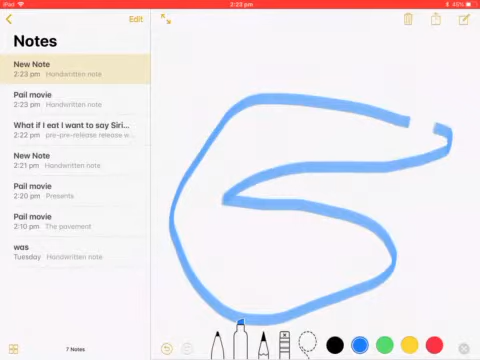 iPad 2:23 pm 45%
Edit
Notes
New Note
2:23 pm Handwritten note
Pail movie
2:23 pm Handwritten note
What if I eat I want to say Siri...
2:22 pm pre-pre-release release w...
New Note
2:21 pm Handwritten note
Pail movie
2:20 pm Presents
Pail movie
2:10 pm The pavement
was
Tuesday Handwritten note
7 Notes